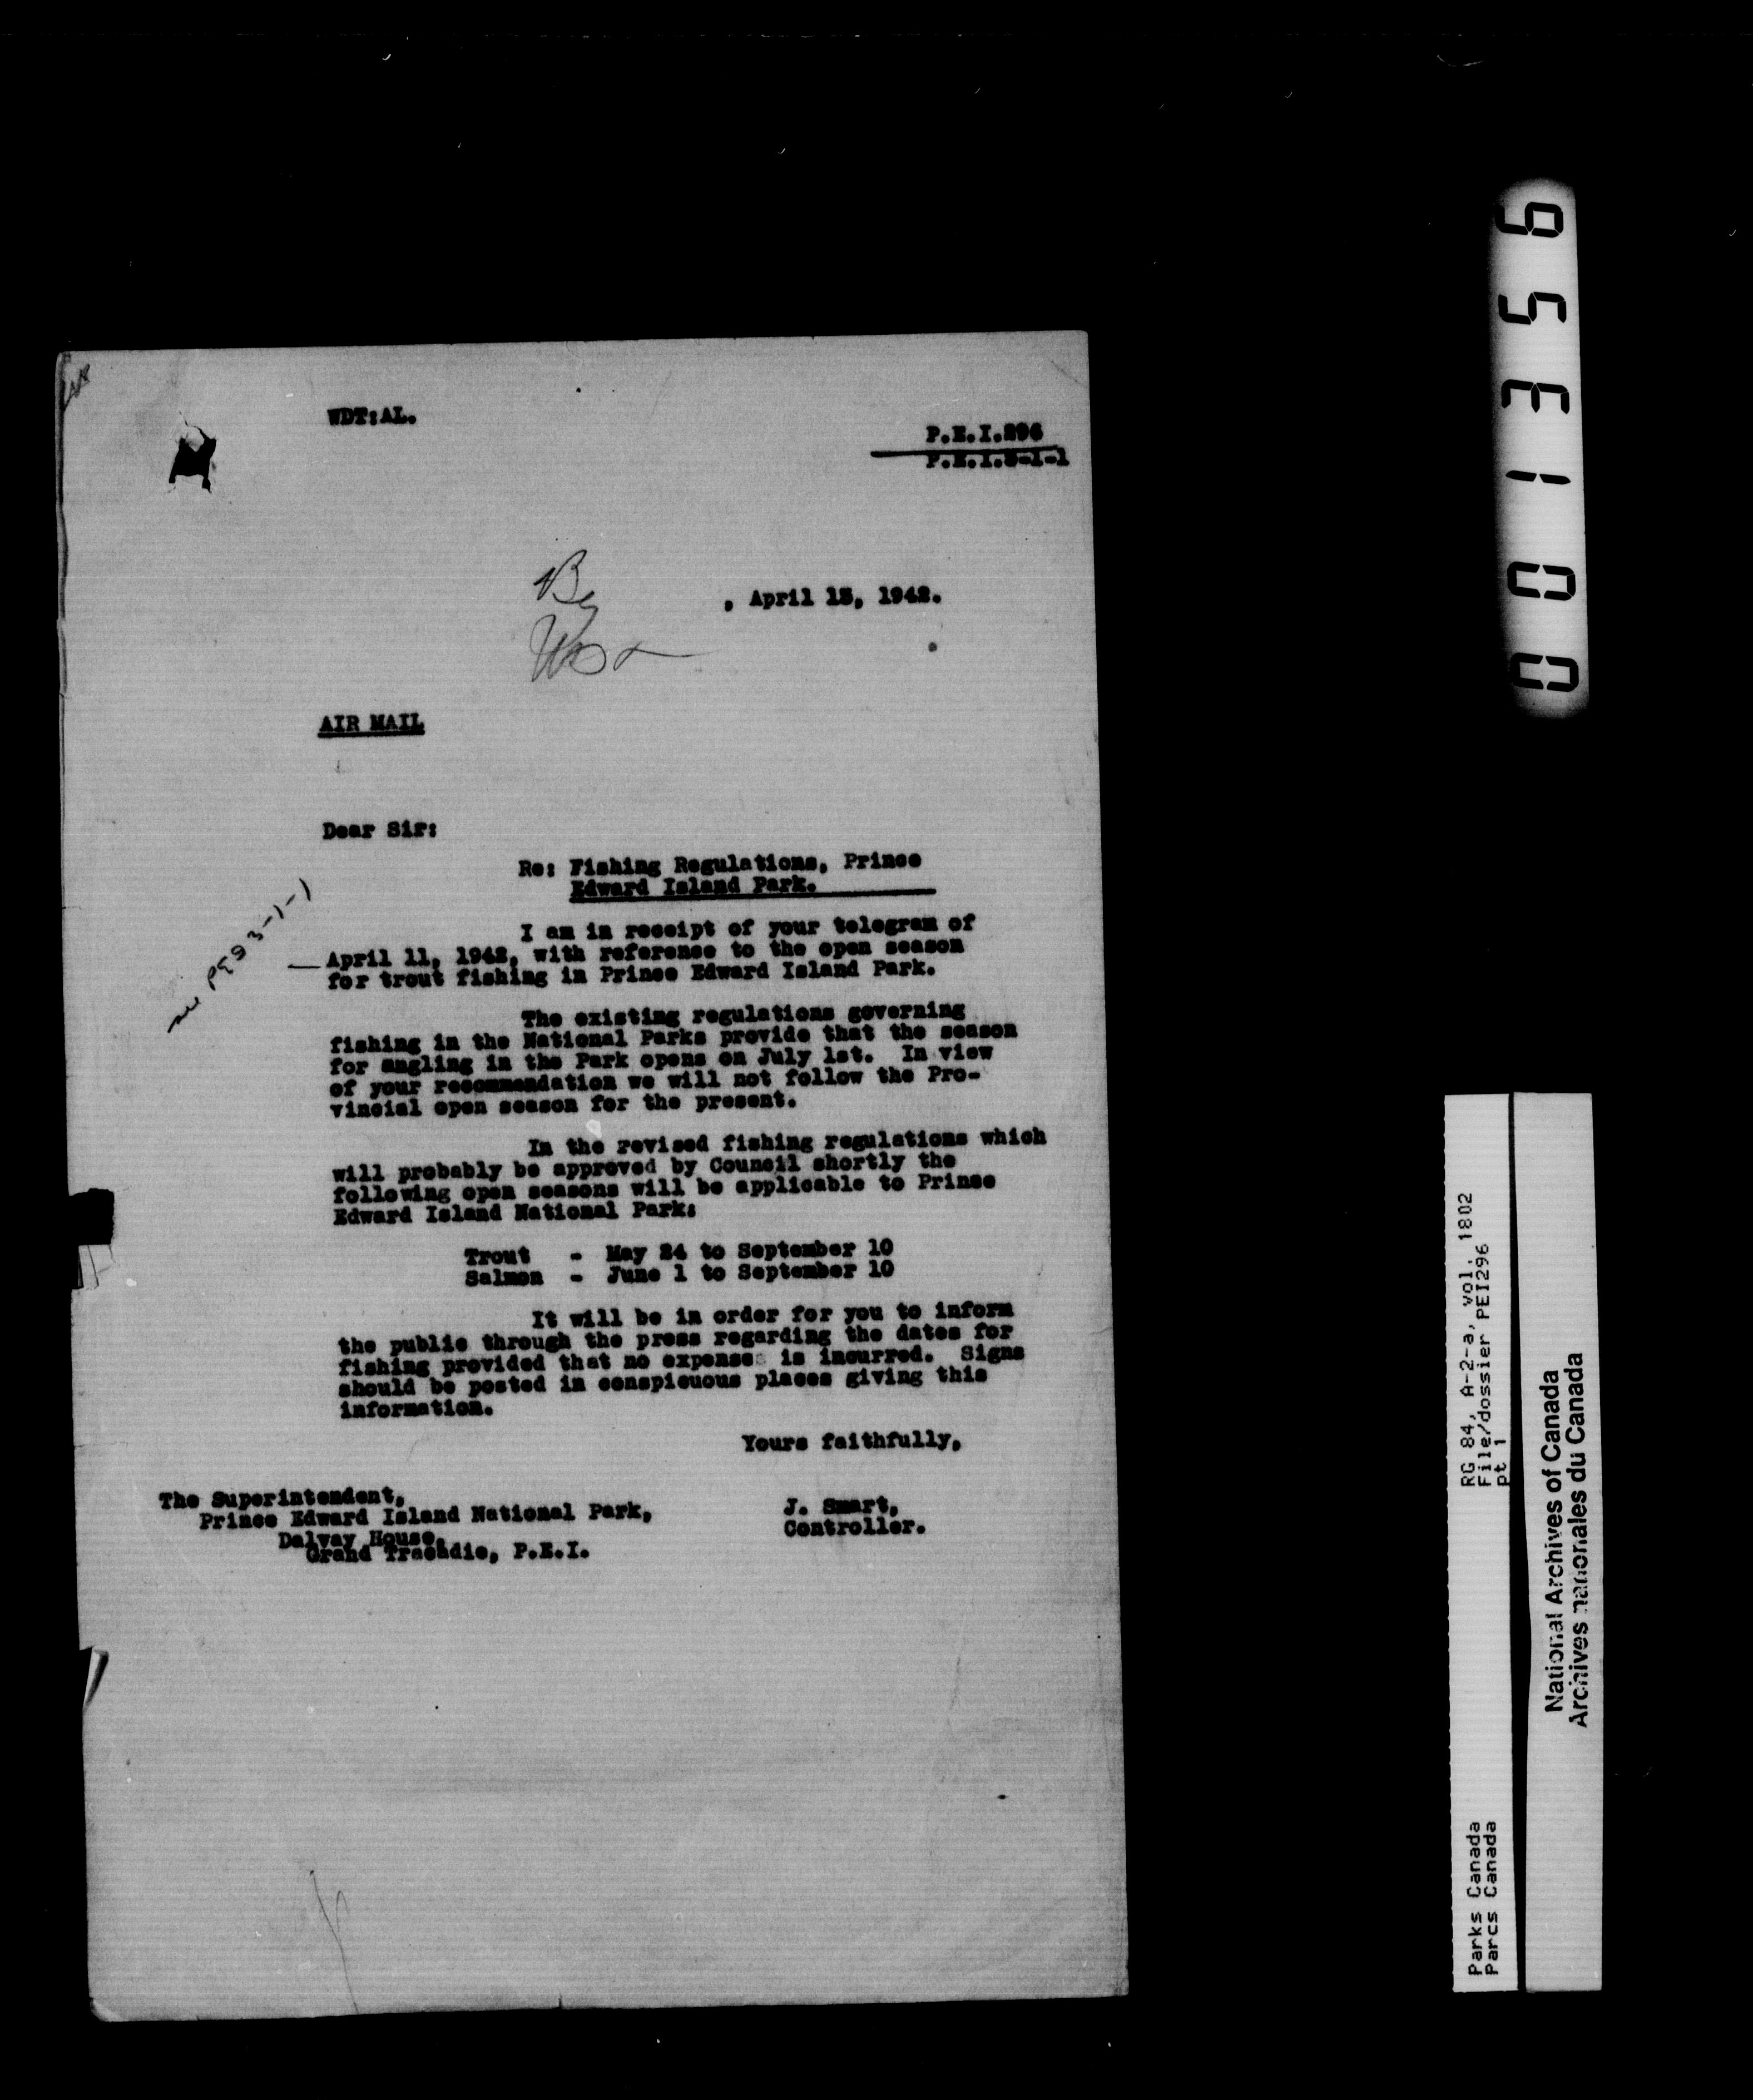 WDT:AL.
P.E.I.296
P.E.I.3-1-1
, April 15, 1942.
AIR MAIL
Dear Sir:
Re: Fishing Regulations, Prince
Edward Island Park.
I am in receipt of your telegram of
April 11, 1942, with reference to the open season
for trout fishing in Prince Edward Island Park.
The existing regulations governing
fishing in the National Parks provide that the season
for angling in the Park opens on July 1st. In view
of your recommendation we will not follow the Pro-
vincial open season for the present.
In the revised fishing regulations which
will probably be approved by Council shortly the
following open seasons will be applicable to Prince
Edward Island National Park:
Trout - May 24 to September 10
Salmon - June 1 to September 10
It will be in order for you to inform
the public through the press regarding the dates for
fishing provided that no expense is incurred. Signs
should be posted in conspicuous places giving this
information.
Yours faithfully,
J. Smart,
Controller.
The Superintendent,
Prince Edward Island National Park,
Dalvay House,
Grand Tracadie, P.E.I.
001356
RG 84, A-2-a, vol. 1802
File/dossier PEI296
pt 1
Parks Canada
Parcs Canada
National Archives of Canada
Archives nationales du Canada